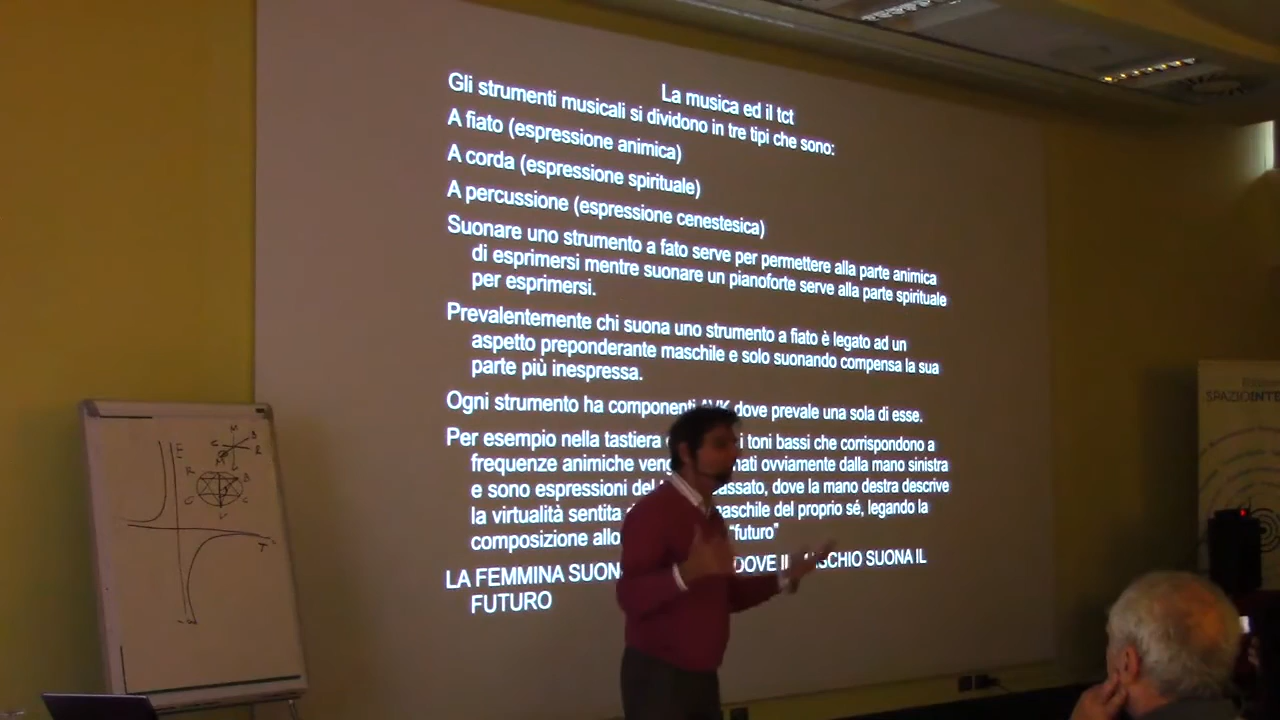 La musica ed il tct
Gli strumenti musicali si dividono in tre tipi che sono:
A fiato (espressione animica)
A corda (espressione spirituale)
A percussione (espressione cenestesica)
Suonare uno strumento a fato serve per permettere alla parte animica
di esprimersi mentre suonare un pianoforte serve alla parte spirituale
per esprimersi.
Prevalentemente chi suona uno strumento a fiato è legato ad un
aspetto preponderante maschile e solo suonando compensa la sua
parte più inespressa.
Ogni strumento ha componenti AVK dove prevale una sola di esse.
Per esempio nella tastiera i toni bassi che corrispondono a
frequenze animiche ovviamente dalla mano sinistra
e sono espressioni del passato, dove la mano destra descrive
la virtualità sentita maschile del proprio sé, legando la
composizione "futuro"
LA FEMMINA DOVE IL MASCHIO SUONA IL
FUTURO
SPAZIO